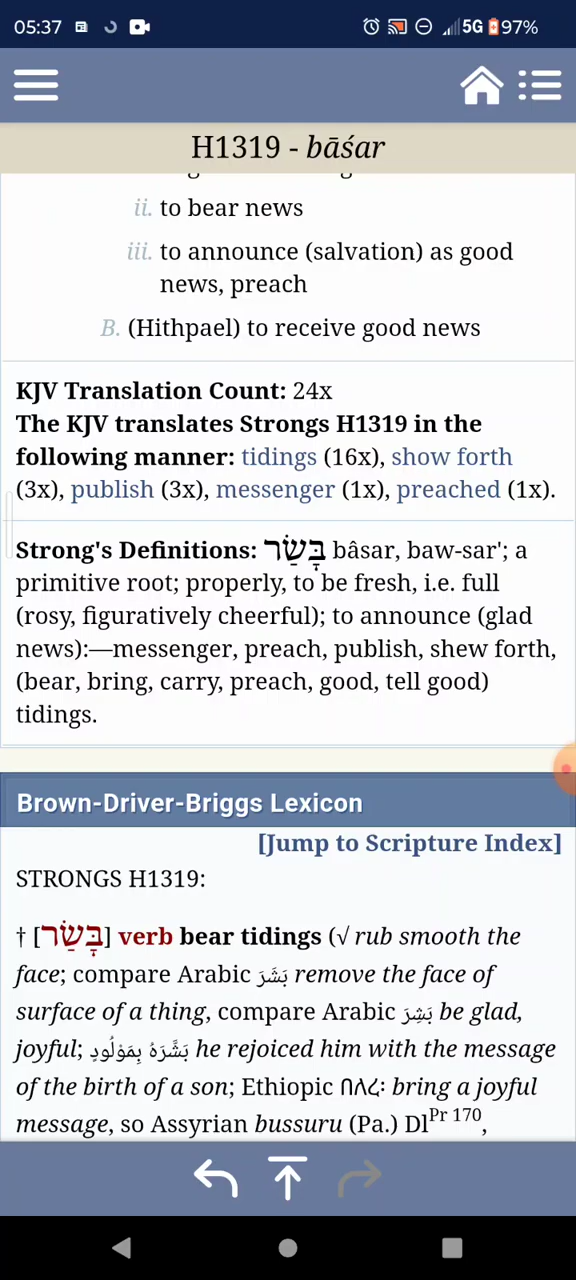 05:37 5G 97%
H1319 - bāśar
ii. to bear news
iii. to announce (salvation) as good
news, preach
B. (Hithpael) to receive good news
KJV Translation Count: 24x
The KJV translates Strongs H1319 in the
following manner: tidings (16x), show forth
(3x), publish (3x), messenger (1x), preached (1x).
Strong's Definitions: בָּשַׂר bâsar, baw-sar'; a
primitive root; properly, to be fresh, i.e. full
(rosy, figuratively cheerful); to announce (glad
news):—messenger, preach, publish, shew forth,
(bear, bring, carry, preach, good, tell good)
tidings.
Brown-Driver-Briggs Lexicon
[Jump to Scripture Index]
STRONGS H1319:
† [בָּשַׂר] verb bear tidings (√ rub smooth the
face; compare Arabic بَشَرَ remove the face of
surface of a thing, compare Arabic بَشِرَ be glad,
joyful; بَشَّرَهُ بِمَوْلُودٍ he rejoiced him with the message
of the birth of a son; Ethiopic በሰረ፡ bring a joyful
message, so Assyrian bussuru (Pa.) Dl Pr 170,